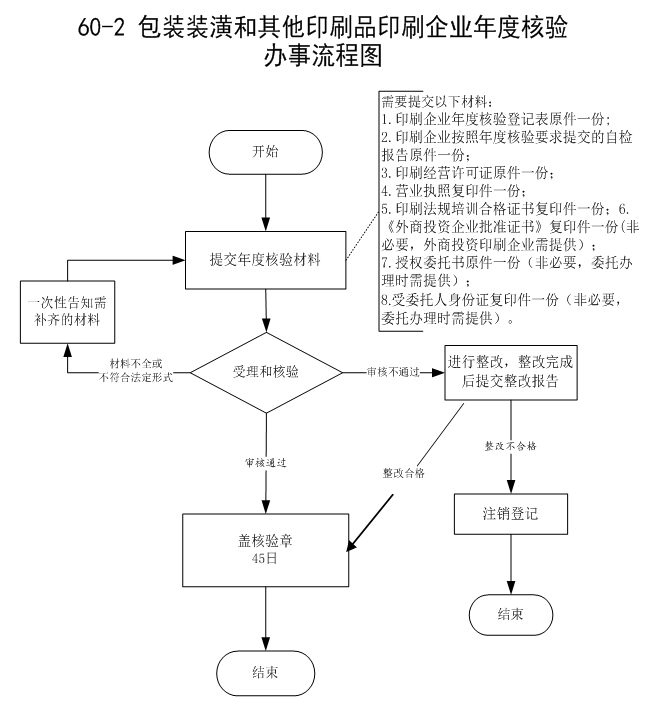 60-2 包装装潢和其他印刷品印刷企业年度核验
办事流程图
需要提交以下材料：
1.印刷企业年度核验登记表原件一份;
2.印刷企业按照年度核验要求提交的自检
报告原件一份；
3.印刷经营许可证原件一份；
4.营业执照复印件一份；
5.印刷法规培训合格证书复印件一份；6.
《外商投资企业批准证书》复印件一份(非
必要，外商投资印刷企业需提供)；
7.授权委托书原件一份（非必要，委托办
理时需提供）；
8.受委托人身份证复印件一份（非必要，
委托办理时需提供）。
开始
提交年度核验材料
一次性告知需
补齐的材料
材料不全或
不符合法定形式
受理和核验
审核不通过
进行整改，整改完成
后提交整改报告
整改不合格
审核通过
整改合格
注销登记
盖核验章
45日
结束
结束